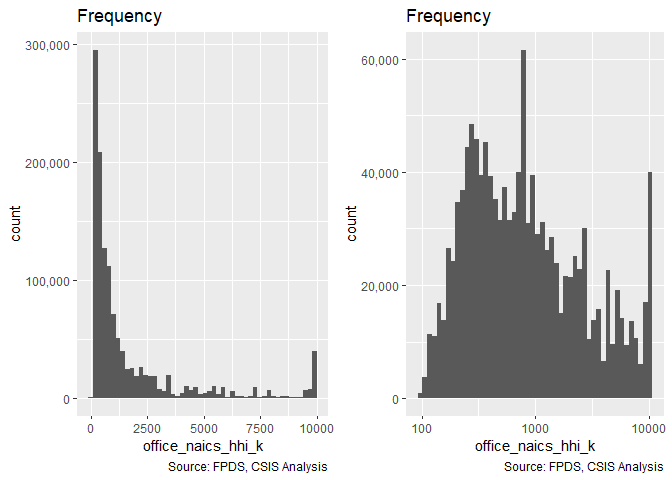 Frequency
300,000
200,000
100,000
0
count
0 2500 5000 7500 10000
office_naics_hhi_k
Source: FPDS, CSIS Analysis
Frequency
60,000
40,000
20,000
0
count
100 1000 10000
office_naics_hhi_k
Source: FPDS, CSIS Analysis